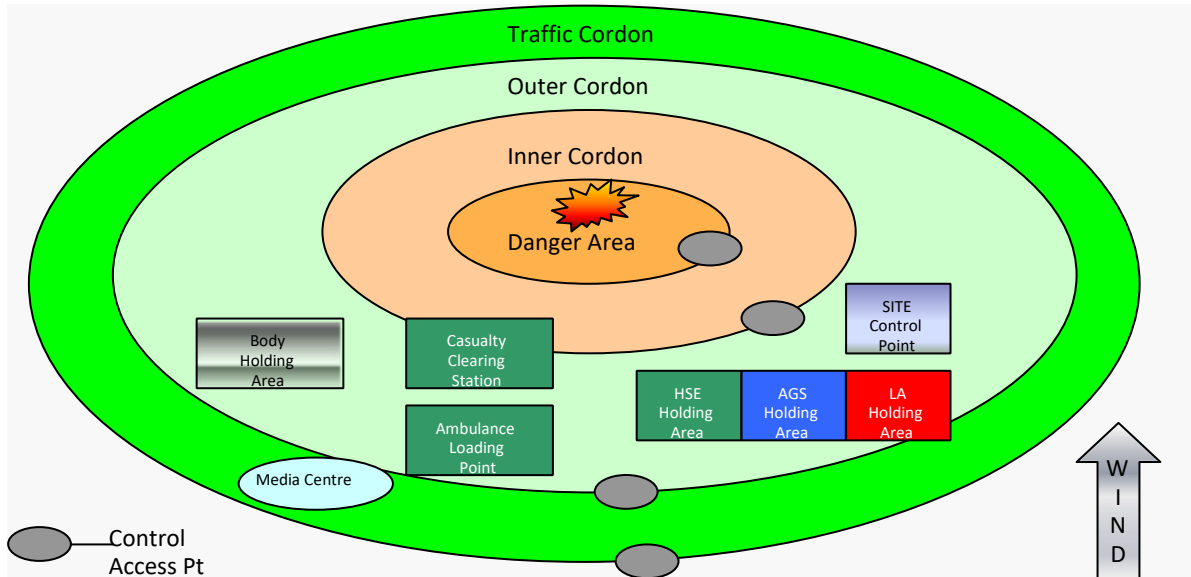 Traffic Cordon
Outer Cordon
Inner Cordon
Danger Area
SITE
Control
Point
Body
Holding
Area
Casualty
Clearing
Station
HSE
Holding
Area
AGS
Holding
Area
LA
Holding
Area
Ambulance
Loading
Point
Media Centre
W
I
N
D
Control
Access Pt